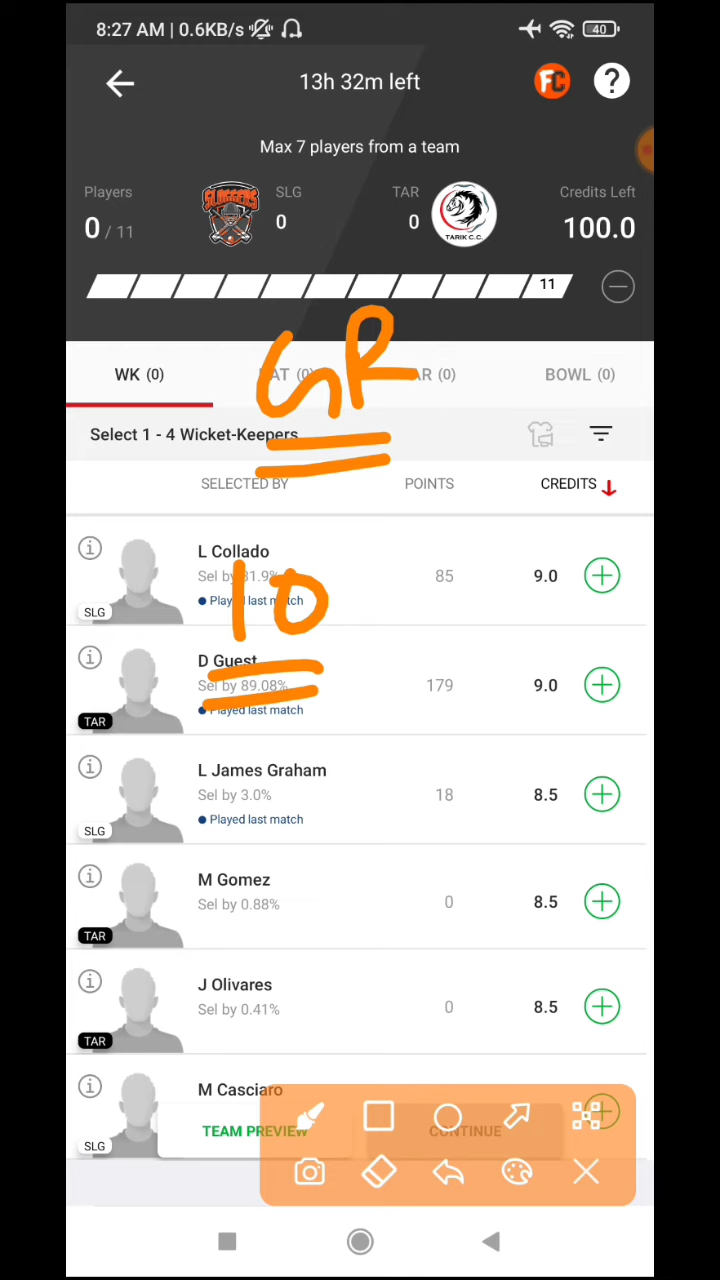 8:27 AM | 0.6KB/s 40
13h 32m left FC ?
Max 7 players from a team
Players SLG TAR Credits Left
0 / 11 SLOGGERS 0 0 TARIK C.C. 100.0
11
GR
WK (0) BAT (0) AR (0) BOWL (0)
Select 1 - 4 Wicket-Keepers
SELECTED BY POINTS CREDITS
L Collado
Sel by 81.9% 85 9.0
Played last match
SLG
10
D Guest
Sel by 89.08% 179 9.0
Played last match
TAR
L James Graham
Sel by 3.0% 18 8.5
Played last match
SLG
M Gomez
Sel by 0.88% 0 8.5
TAR
J Olivares
Sel by 0.41% 0 8.5
TAR
M Casciaro
TEAM PREVIEW CONTINUE
SLG